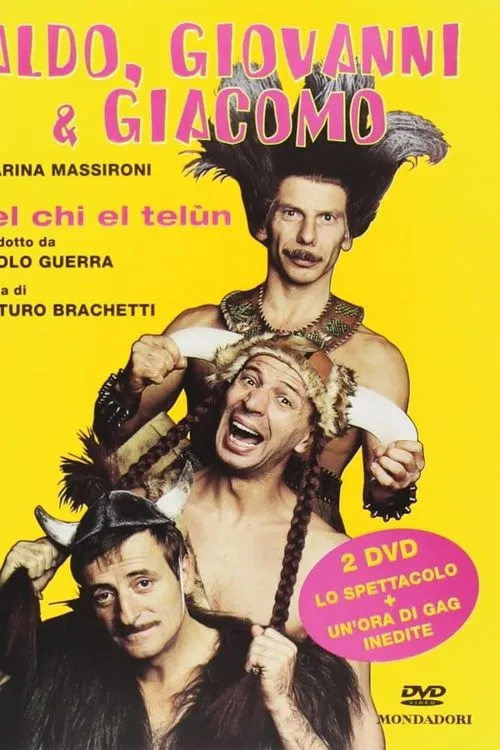 ALDO, GIOVANNI
& GIACOMO
ARINA MASSIRONI
el chi el telùn
dotto da
OLO GUERRA
a di
TURO BRACHETTI
2 DVD
LO SPETTACOLO
+
UN'ORA DI GAG
INEDITE
DVD
VIDEO
MONDADORI